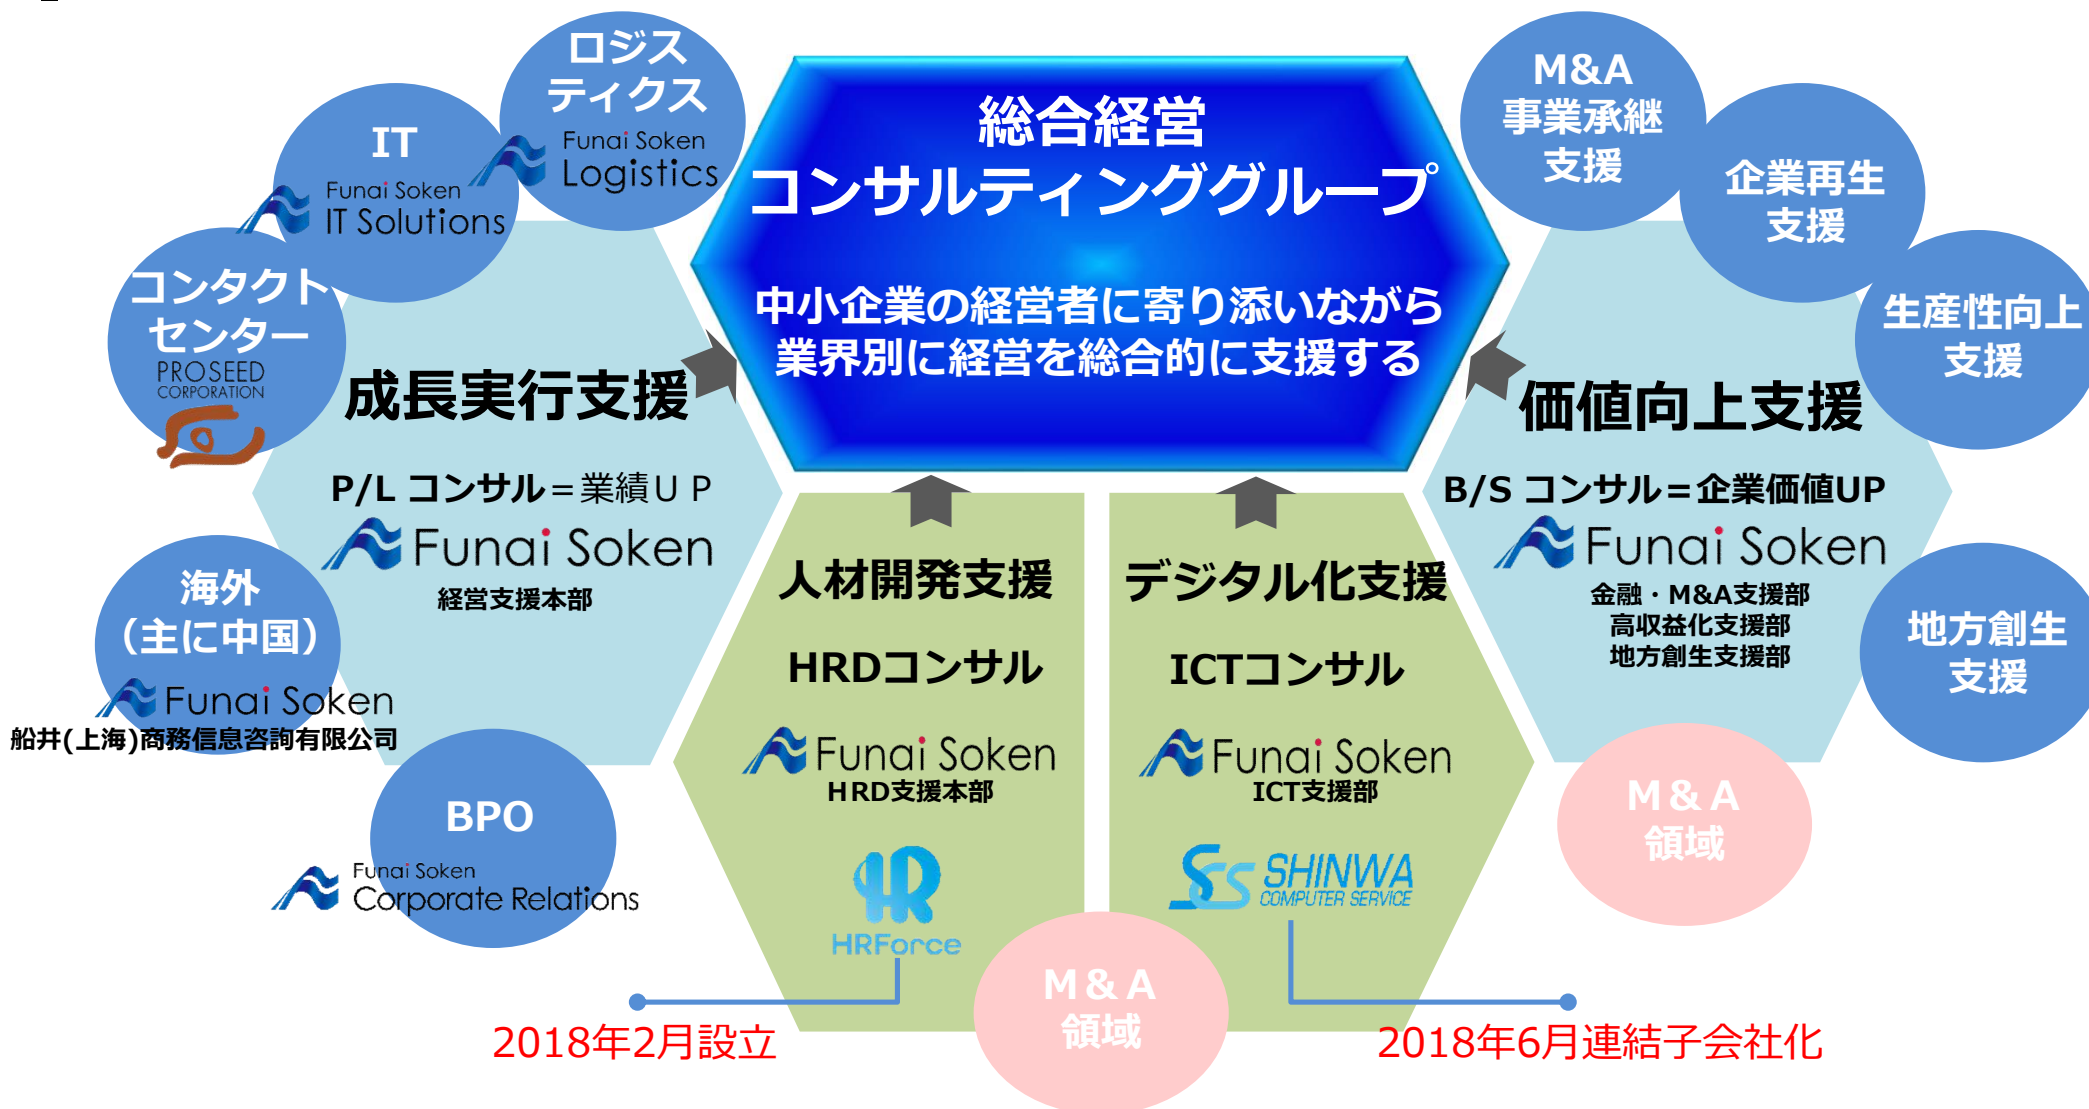 総合経営
コンサルティンググループ
中小企業の経営者に寄り添いながら
業界別に経営を総合的に支援する
ロジス
ティクス
Funai Soken
Logistics
IT
Funai Soken
IT Solutions
コンタクト
センター
PROSEED
CORPORATION
成長実行支援
P/L コンサル＝業績ＵＰ
Funai Soken
経営支援本部
海外
（主に中国）
Funai Soken
船井(上海)商務信息咨詢有限公司
BPO
Funai Soken
Corporate Relations
人材開発支援
HRDコンサル
Funai Soken
HRD支援本部
HR
HRForce
2018年2月設立
デジタル化支援
ICTコンサル
Funai Soken
ICT支援部
SCS SHINWA
COMPUTER SERVICE
2018年6月連結子会社化
M＆A
領域
M&A
事業承継
支援
企業再生
支援
生産性向上
支援
価値向上支援
B/S コンサル＝企業価値UP
Funai Soken
金融・M&A支援部
高収益化支援部
地方創生支援部
地方創生
支援
M＆A
領域